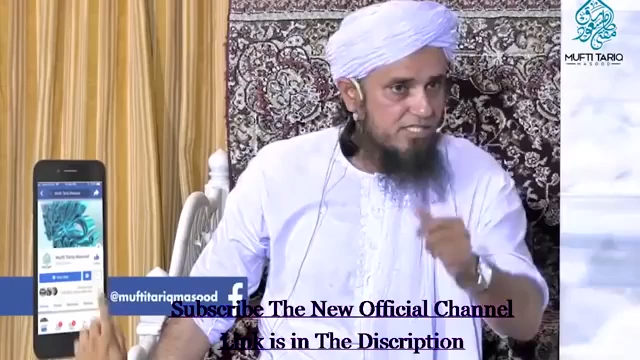 MUFTI TARIQ
MASOOD
Mufti Tariq Masood
@muftitariqmasood
Subscribe The New Official Channel
Link is in The Discription